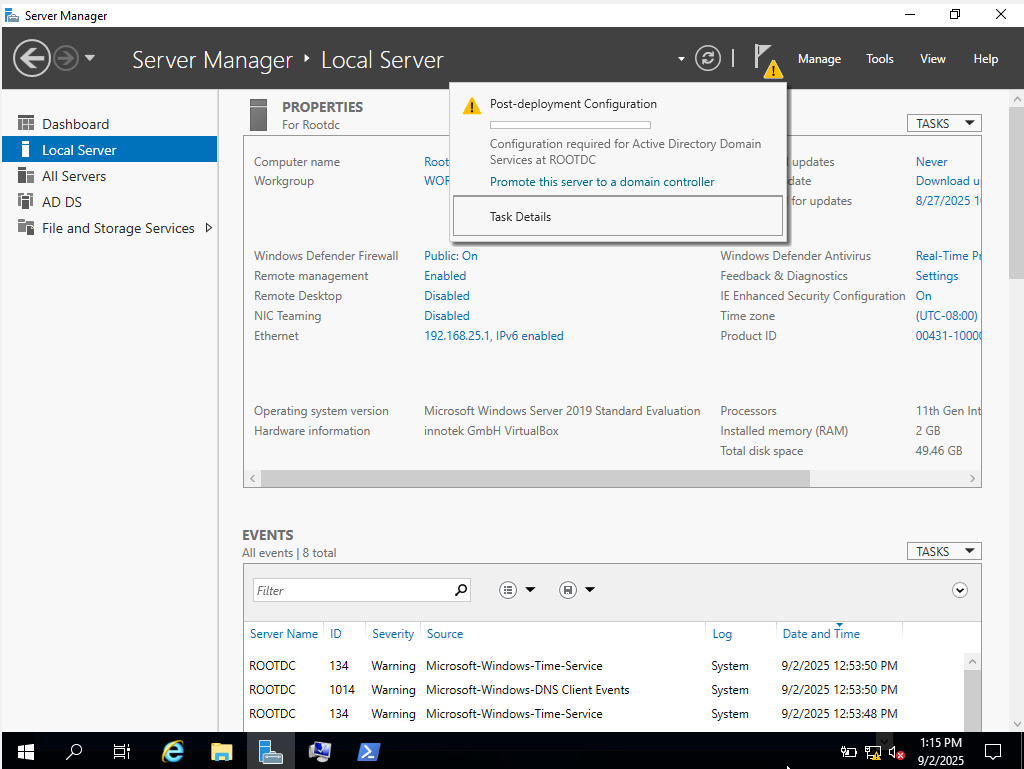 Server Manager
Server Manager ‣ Local Server
Manage Tools View Help
Dashboard
Local Server
All Servers
AD DS
File and Storage Services
PROPERTIES
For Rootdc
TASKS
Post-deployment Configuration
Configuration required for Active Directory Domain
Services at ROOTDC
Promote this server to a domain controller
Task Details
Computer name Root
Workgroup WOR
updates Never
date Download u
for updates 8/27/2025 1
Windows Defender Firewall Public: On
Remote management Enabled
Remote Desktop Disabled
NIC Teaming Disabled
Ethernet 192.168.25.1, IPv6 enabled
Windows Defender Antivirus Real-Time Pr
Feedback & Diagnostics Settings
IE Enhanced Security Configuration On
Time zone (UTC-08:00)
Product ID 00431-10000
Operating system version Microsoft Windows Server 2019 Standard Evaluation
Hardware information innotek GmbH VirtualBox
Processors 11th Gen Int
Installed memory (RAM) 2 GB
Total disk space 49.46 GB
EVENTS
All events | 8 total
TASKS
Filter
Server Name ID Severity Source Log Date and Time
ROOTDC 134 Warning Microsoft-Windows-Time-Service System 9/2/2025 12:53:50 PM
ROOTDC 1014 Warning Microsoft-Windows-DNS Client Events System 9/2/2025 12:53:50 PM
ROOTDC 134 Warning Microsoft-Windows-Time-Service System 9/2/2025 12:53:48 PM
1:15 PM
9/2/2025